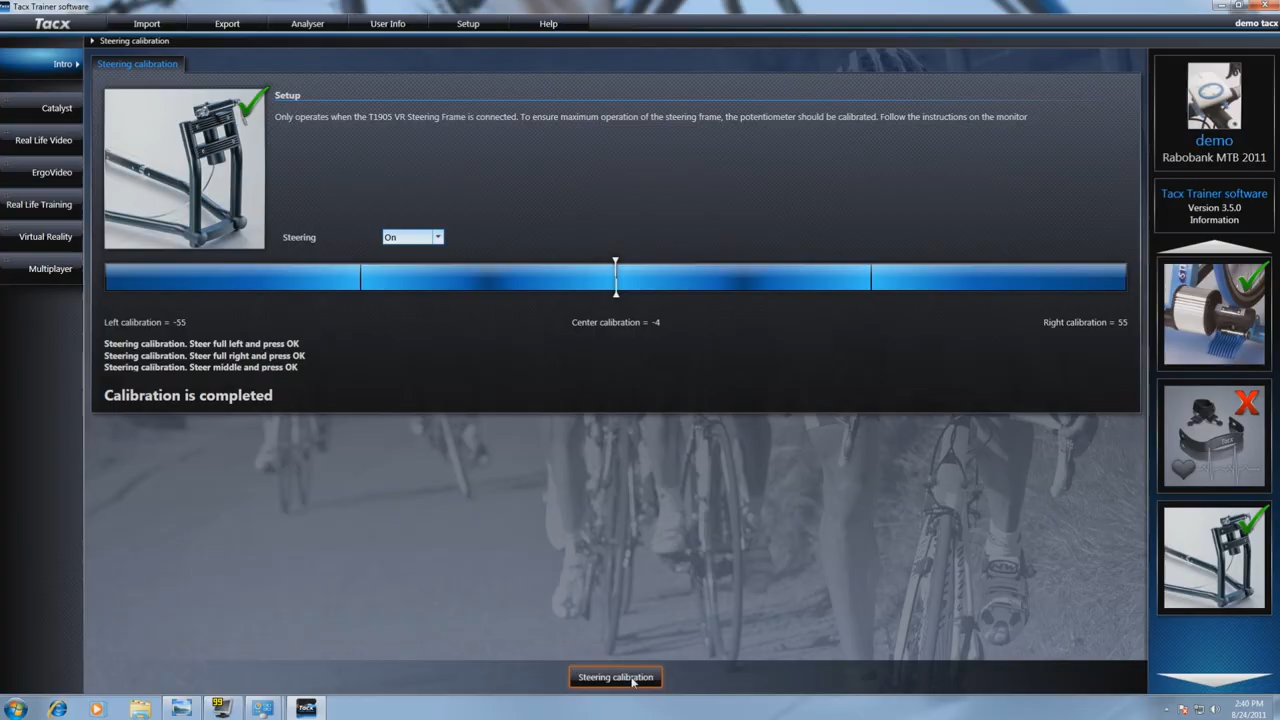 Tacx Trainer software
Tacx
Import
Export
Analyser
User Info
Setup
Help
demo tacx
Steering calibration
Intro
Catalyst
Real Life Video
ErgoVideo
Real Life Training
Virtual Reality
Multiplayer
Steering calibration
Setup
Only operates when the T1905 VR Steering Frame is connected. To ensure maximum operation of the steering frame, the potentiometer should be calibrated. Follow the instructions on the monitor
Steering On
Left calibration = -55
Center calibration = -4
Right calibration = 55
Steering calibration. Steer full left and press OK
Steering calibration. Steer full right and press OK
Steering calibration. Steer middle and press OK
Calibration is completed
Steering calibration
demo
Rabobank MTB 2011
Tacx Trainer software
Version 3.5.0
Information
Tacx
99
Tacx
2:40 PM
8/24/2011